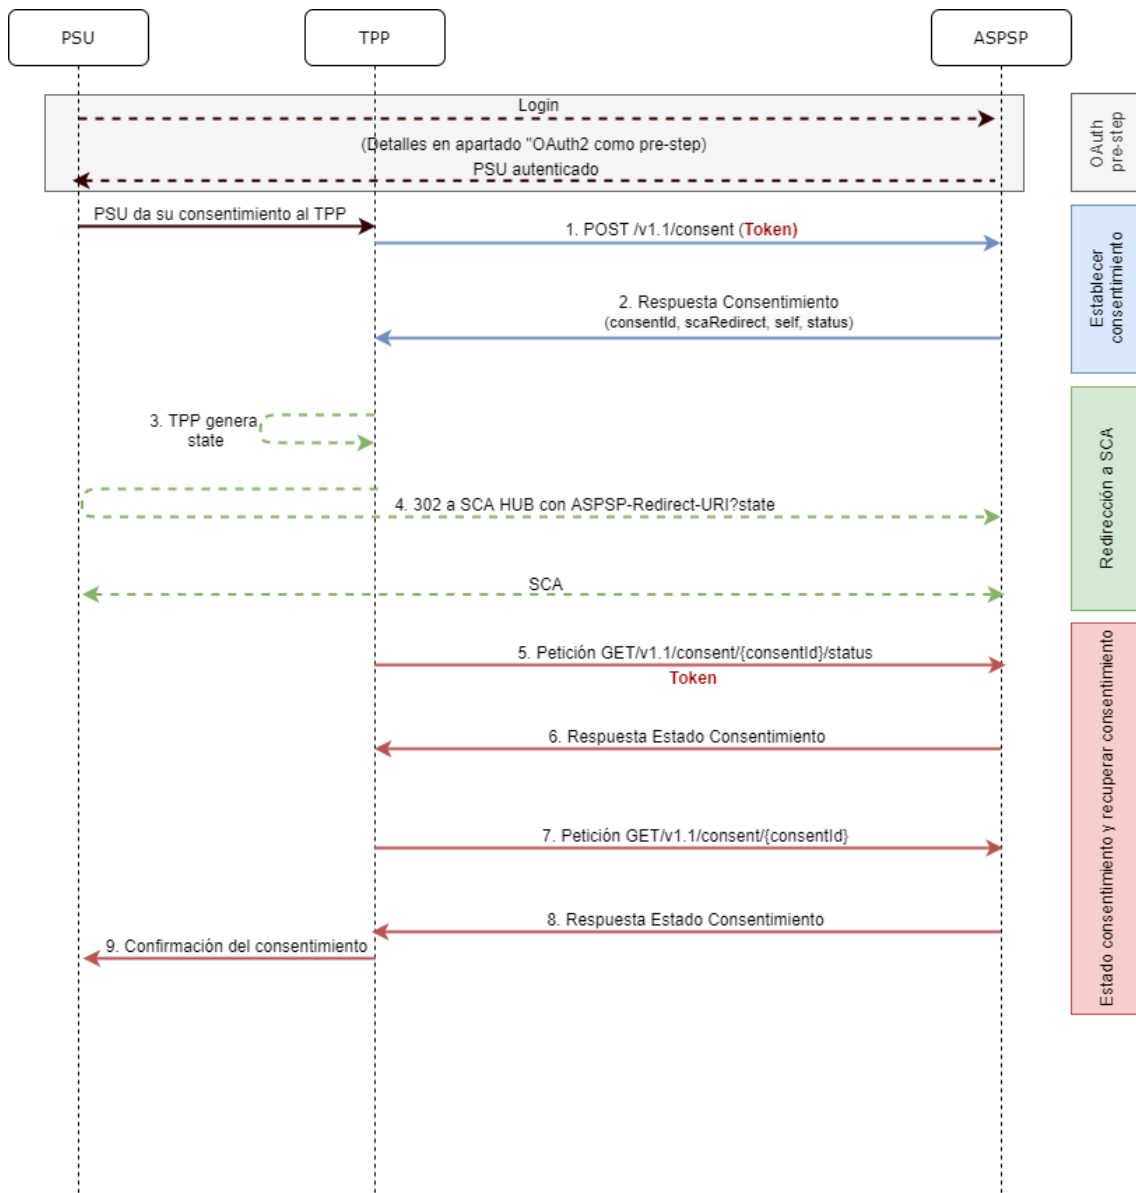 PSU
TPP
ASPSP
Login
(Detalles en apartado "OAuth2 como pre-step)
PSU autenticado
OAuth
pre-step
PSU da su consentimiento al TPP
1. POST /v1.1/consent (Token)
2. Respuesta Consentimiento
(consentId, scaRedirect, self, status)
Establecer
consentimiento
3. TPP genera
state
4. 302 a SCA HUB con ASPSP-Redirect-URI?state
SCA
Redirección a SCA
5. Petición GET/v1.1/consent/{consentId}/status
Token
6. Respuesta Estado Consentimiento
7. Petición GET/v1.1/consent/{consentId}
8. Respuesta Estado Consentimiento
9. Confirmación del consentimiento
Estado consentimiento y recuperar consentimiento